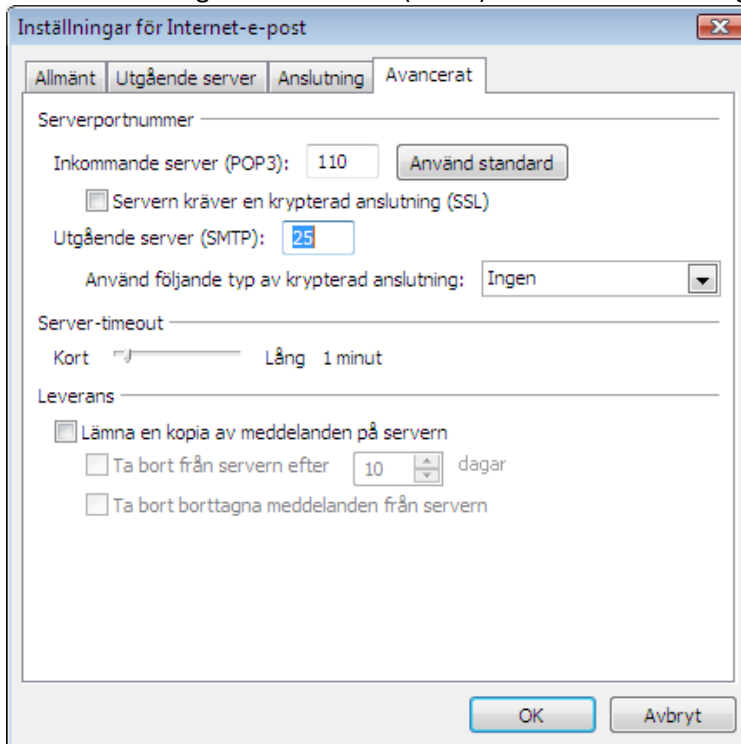 Inställningar för Internet-e-post
Allmänt Utgående server Anslutning Avancerat
Serverportnummer
Inkommande server (POP3): 110 Använd standard
Servern kräver en krypterad anslutning (SSL)
Utgående server (SMTP): 25
Använd följande typ av krypterad anslutning: Ingen
Server-timeout
Kort Lång 1 minut
Leverans
Lämna en kopia av meddelanden på servern
Ta bort från servern efter 10 dagar
Ta bort borttagna meddelanden från servern
OK Avbryt